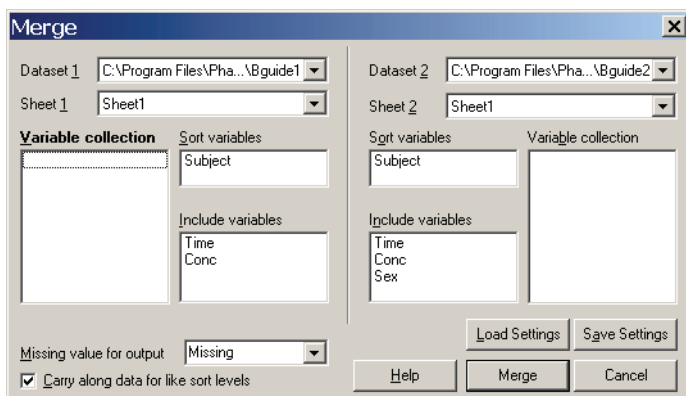 Merge
Dataset 1 C:\Program Files\Pha...\Bguide1
Sheet 1 Sheet1
Variable collection
Sort variables
Subject
Include variables
Time
Conc
Dataset 2 C:\Program Files\Pha...\Bguide2
Sheet 2 Sheet1
Sort variables
Subject
Variable collection
Include variables
Time
Conc
Sex
Missing value for output Missing
Carry along data for like sort levels
Load Settings Save Settings
Help Merge Cancel